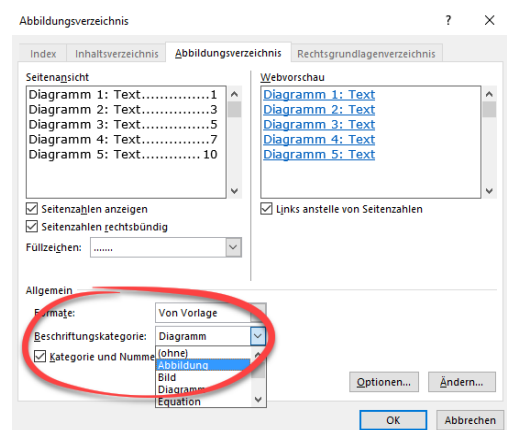 Abbildungsverzeichnis ? ×
Index Inhaltsverzeichnis Abbildungsverzeichnis Rechtsgrundlagenverzeichnis
Seitenansicht
Diagramm 1: Text...............1
Diagramm 2: Text...............3
Diagramm 3: Text...............5
Diagramm 4: Text...............7
Diagramm 5: Text............. 10
Webvorschau
Diagramm 1: Text
Diagramm 2: Text
Diagramm 3: Text
Diagramm 4: Text
Diagramm 5: Text
Seitenzahlen anzeigen
Links anstelle von Seitenzahlen
Seitenzahlen rechtsbündig
Füllzeichen: .......
Allgemein
Formate: Von Vorlage
Beschriftungskategorie: Diagramm
Kategorie und Numme
(ohne)
Abbildung
Bild
Diagramm
Equation
Optionen... Ändern...
OK Abbrechen